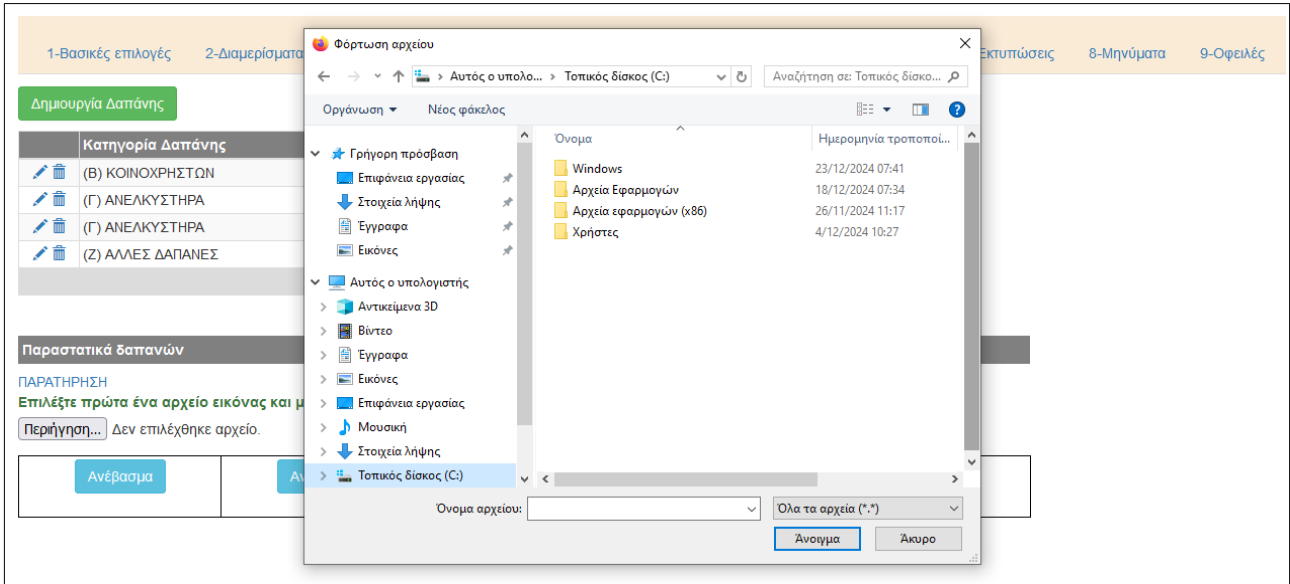 Φόρτωση αρχείου
1-Βασικές επιλογές 2-Διαμερίσματα Εκτυπώσεις 8-Μηνύματα 9-Οφειλές
Αυτός ο υπολο... > Τοπικός δίσκος (C:) Αναζήτηση σε: Τοπικός δίσκο...
Δημιουργία Δαπάνης
Οργάνωση Νέος φάκελος
Κατηγορία Δαπάνης
(Β) ΚΟΙΝΟΧΡΗΣΤΩΝ
(Γ) ΑΝΕΛΚΥΣΤΗΡΑ
(Γ) ΑΝΕΛΚΥΣΤΗΡΑ
(Ζ) ΑΛΛΕΣ ΔΑΠΑΝΕΣ
Παραστατικά δαπανών
ΠΑΡΑΤΗΡΗΣΗ
Επιλέξτε πρώτα ένα αρχείο εικόνας και μ
Περιήγηση... Δεν επιλέχθηκε αρχείο.
Ανέβασμα Αν
Γρήγορη πρόσβαση
Επιφάνεια εργασίας
Στοιχεία λήψης
Έγγραφα
Εικόνες
Αυτός ο υπολογιστής
Αντικείμενα 3D
Βίντεο
Έγγραφα
Εικόνες
Επιφάνεια εργασίας
Μουσική
Στοιχεία λήψης
Τοπικός δίσκος (C:)
Όνομα Ημερομηνία τροποποί...
Windows 23/12/2024 07:41
Αρχεία Εφαρμογών 18/12/2024 07:34
Αρχεία εφαρμογών (x86) 26/11/2024 11:17
Χρήστες 4/12/2024 10:27
Όνομα αρχείου: Όλα τα αρχεία (*.*)
Άνοιγμα Άκυρο